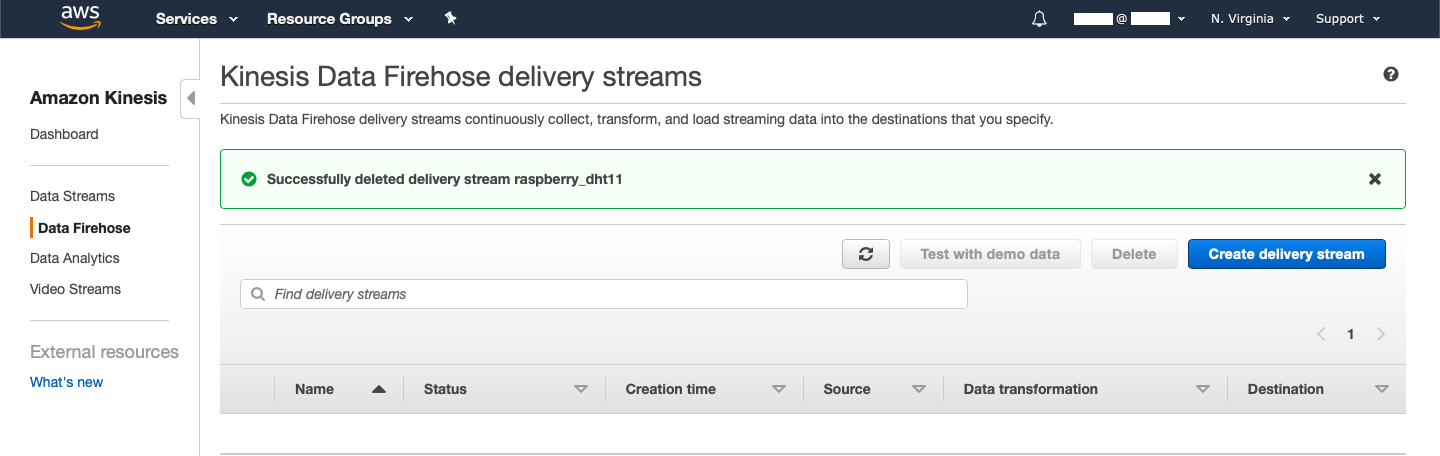 aws Services Resource Groups @ N. Virginia Support
Kinesis Data Firehose delivery streams
Amazon Kinesis
Dashboard
Data Streams
Data Firehose
Data Analytics
Video Streams
External resources
What's new
Kinesis Data Firehose delivery streams continuously collect, transform, and load streaming data into the destinations that you specify.
Successfully deleted delivery stream raspberry_dht11
Test with demo data Delete Create delivery stream
Find delivery streams
1
Name Status Creation time Source Data transformation Destination